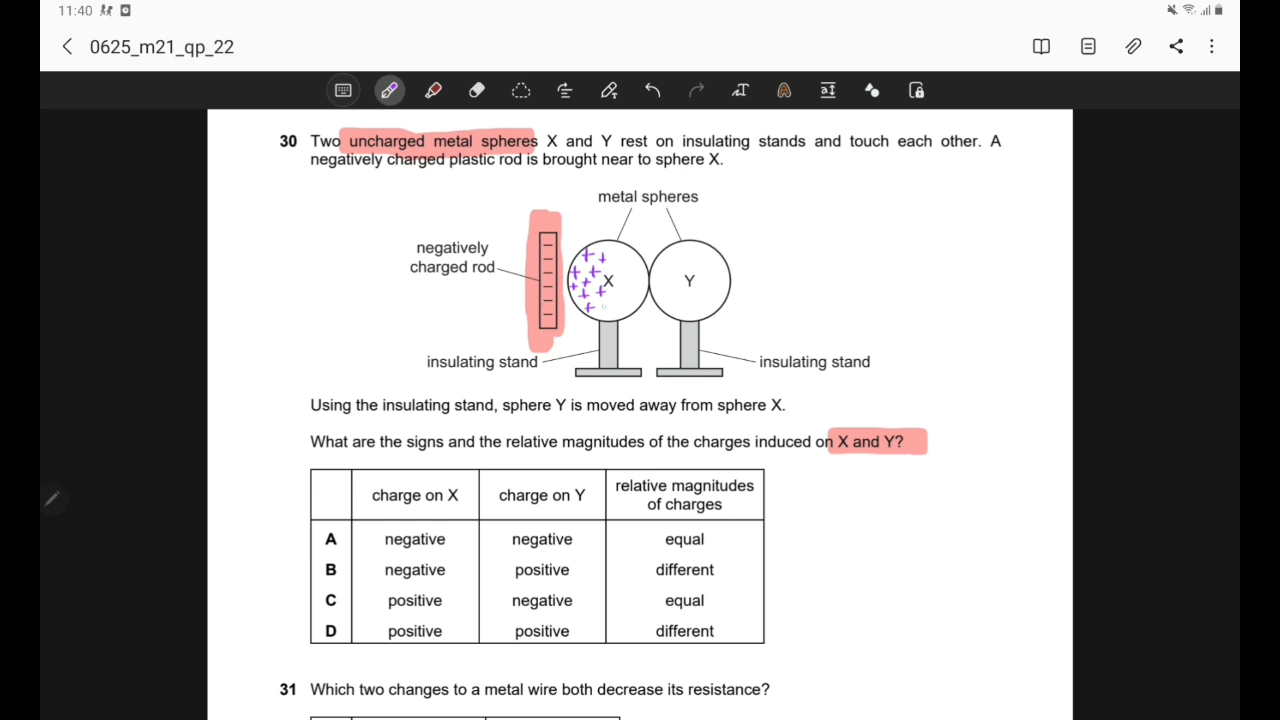 11:40
0625_m21_qp_22
30 Two uncharged metal spheres X and Y rest on insulating stands and touch each other. A
negatively charged plastic rod is brought near to sphere X.
metal spheres
negatively
charged rod
X
Y
insulating stand
insulating stand
Using the insulating stand, sphere Y is moved away from sphere X.
What are the signs and the relative magnitudes of the charges induced on X and Y?
charge on X charge on Y relative magnitudes
of charges
A negative negative equal
B negative positive different
C positive negative equal
D positive positive different
31 Which two changes to a metal wire both decrease its resistance?